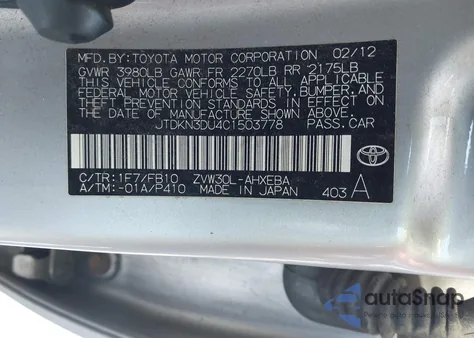 MFD. BY: TOYOTA MOTOR CORPORATION 02/12
GVWR 3980LB GAWR FR 2270LB RR 2175LB
THIS VEHICLE CONFORMS TO ALL APPLICABLE
FEDERAL MOTOR VEHICLE SAFETY, BUMPER, AND
THEFT PREVENTION STANDARDS IN EFFECT ON
THE DATE OF MANUFACTURE SHOWN ABOVE.
JTDKN3DU4C1503778 PASS. CAR
C/TR: 1F7/FB10 ZVW30L-AHXEBA
A/TM: -01A/P410 MADE IN JAPAN 403 A
autoSnap